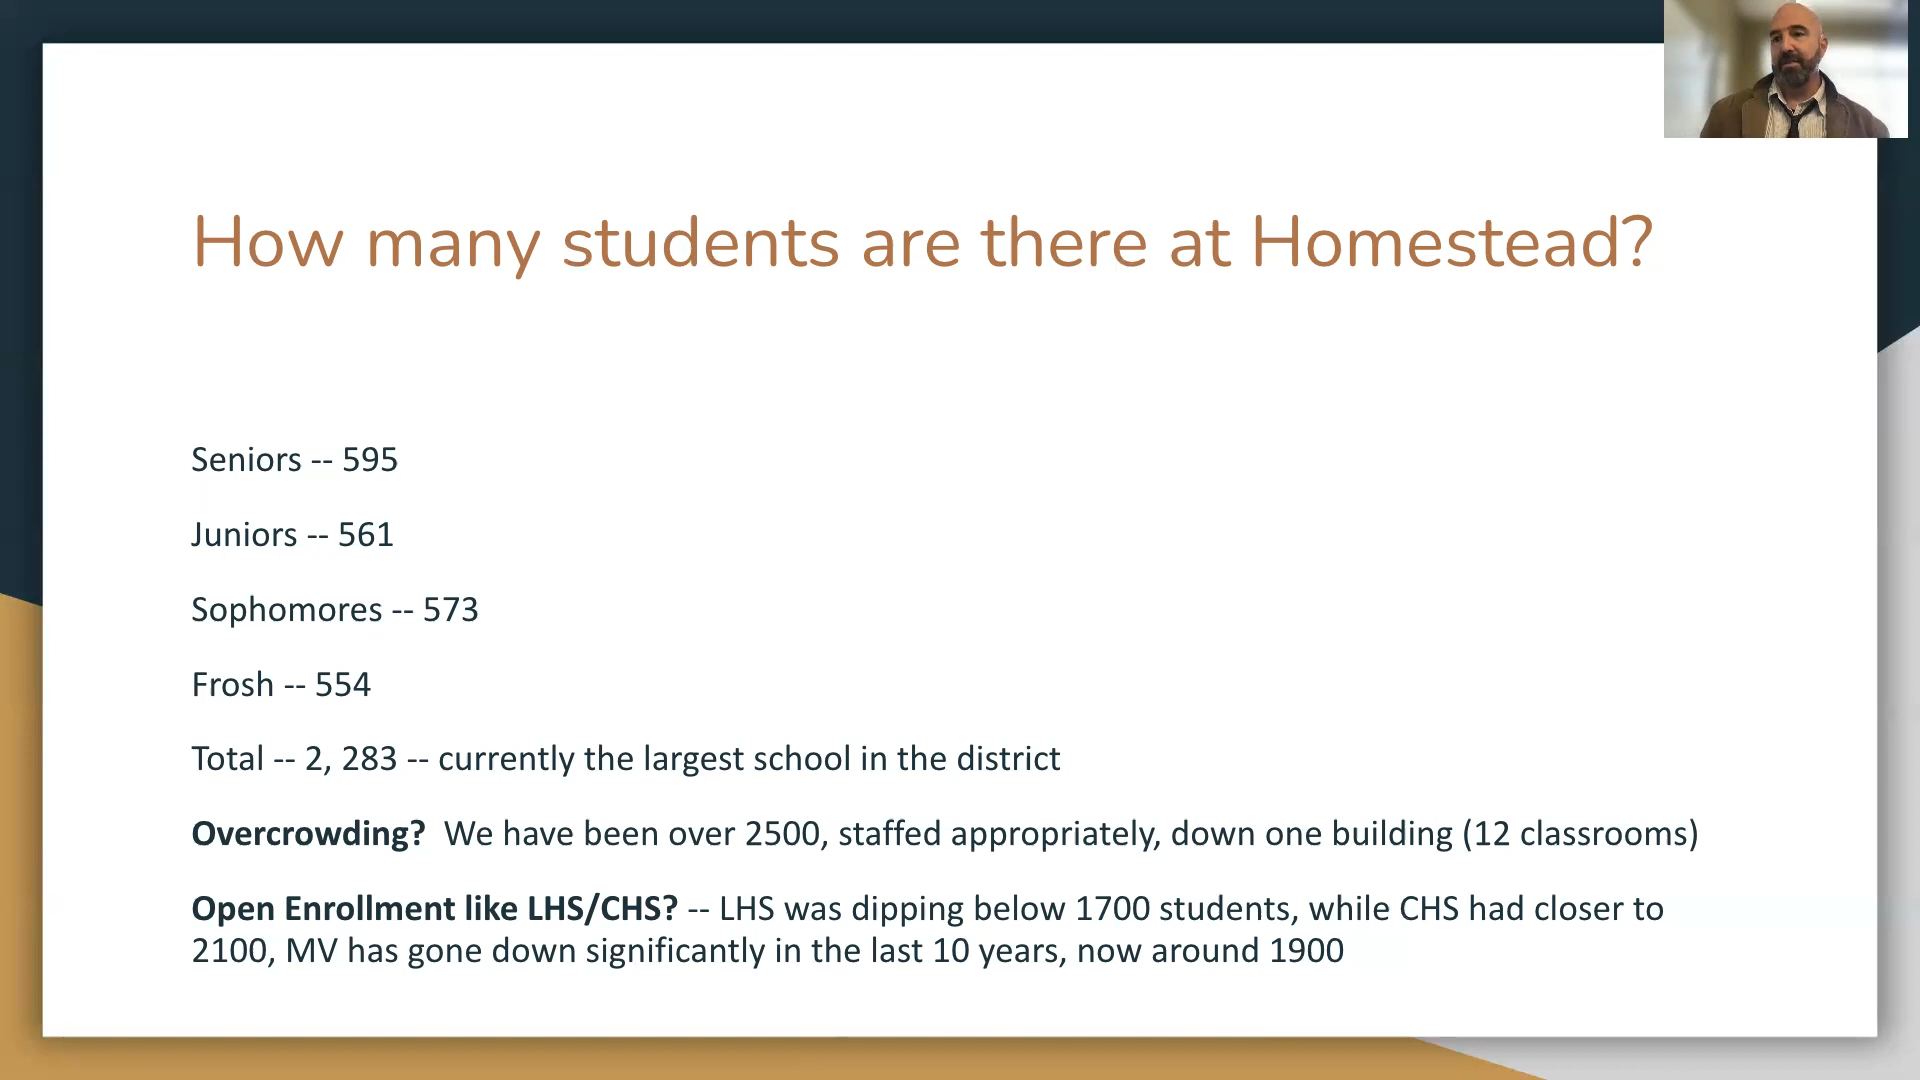 How many students are there at Homestead?
Seniors -- 595
Juniors -- 561
Sophomores -- 573
Frosh -- 554
Total -- 2, 283 -- currently the largest school in the district
Overcrowding?  We have been over 2500, staffed appropriately, down one building (12 classrooms)
Open Enrollment like LHS/CHS? -- LHS was dipping below 1700 students, while CHS had closer to
2100, MV has gone down significantly in the last 10 years, now around 1900